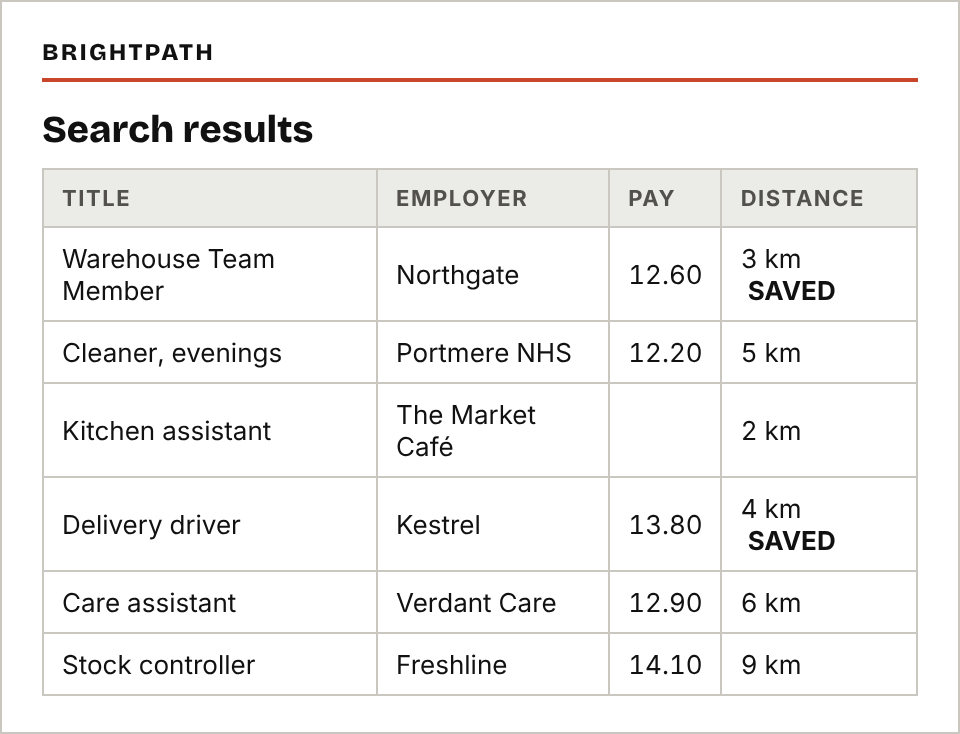 BRIGHTPATH
Search results
TITLE EMPLOYER PAY DISTANCE
Warehouse Team
Member
Northgate
12.60
3 km
SAVED
Cleaner, evenings Portmere NHS 12.20 5 km
Kitchen assistant
The Market
Café
2 km
Delivery driver
Kestrel
13.80
4 km
SAVED
Care assistant Verdant Care 12.90 6 km
Stock controller Freshline 14.10 9 km